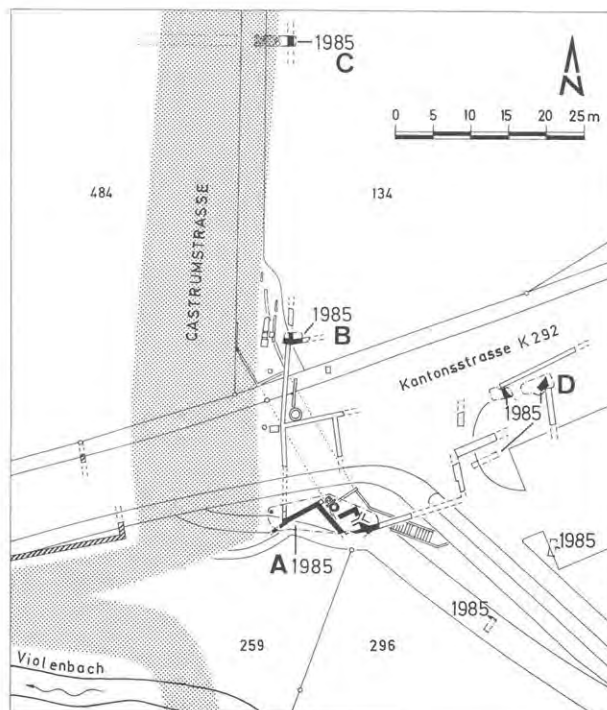 1985
C
N
0 5 10 15 20 25 m
484
134
CASTRUMSTRASSE
1985
B
Kantonsstrasse K 292
D
1985
1985
A 1985
1985
259
296
Violenbach